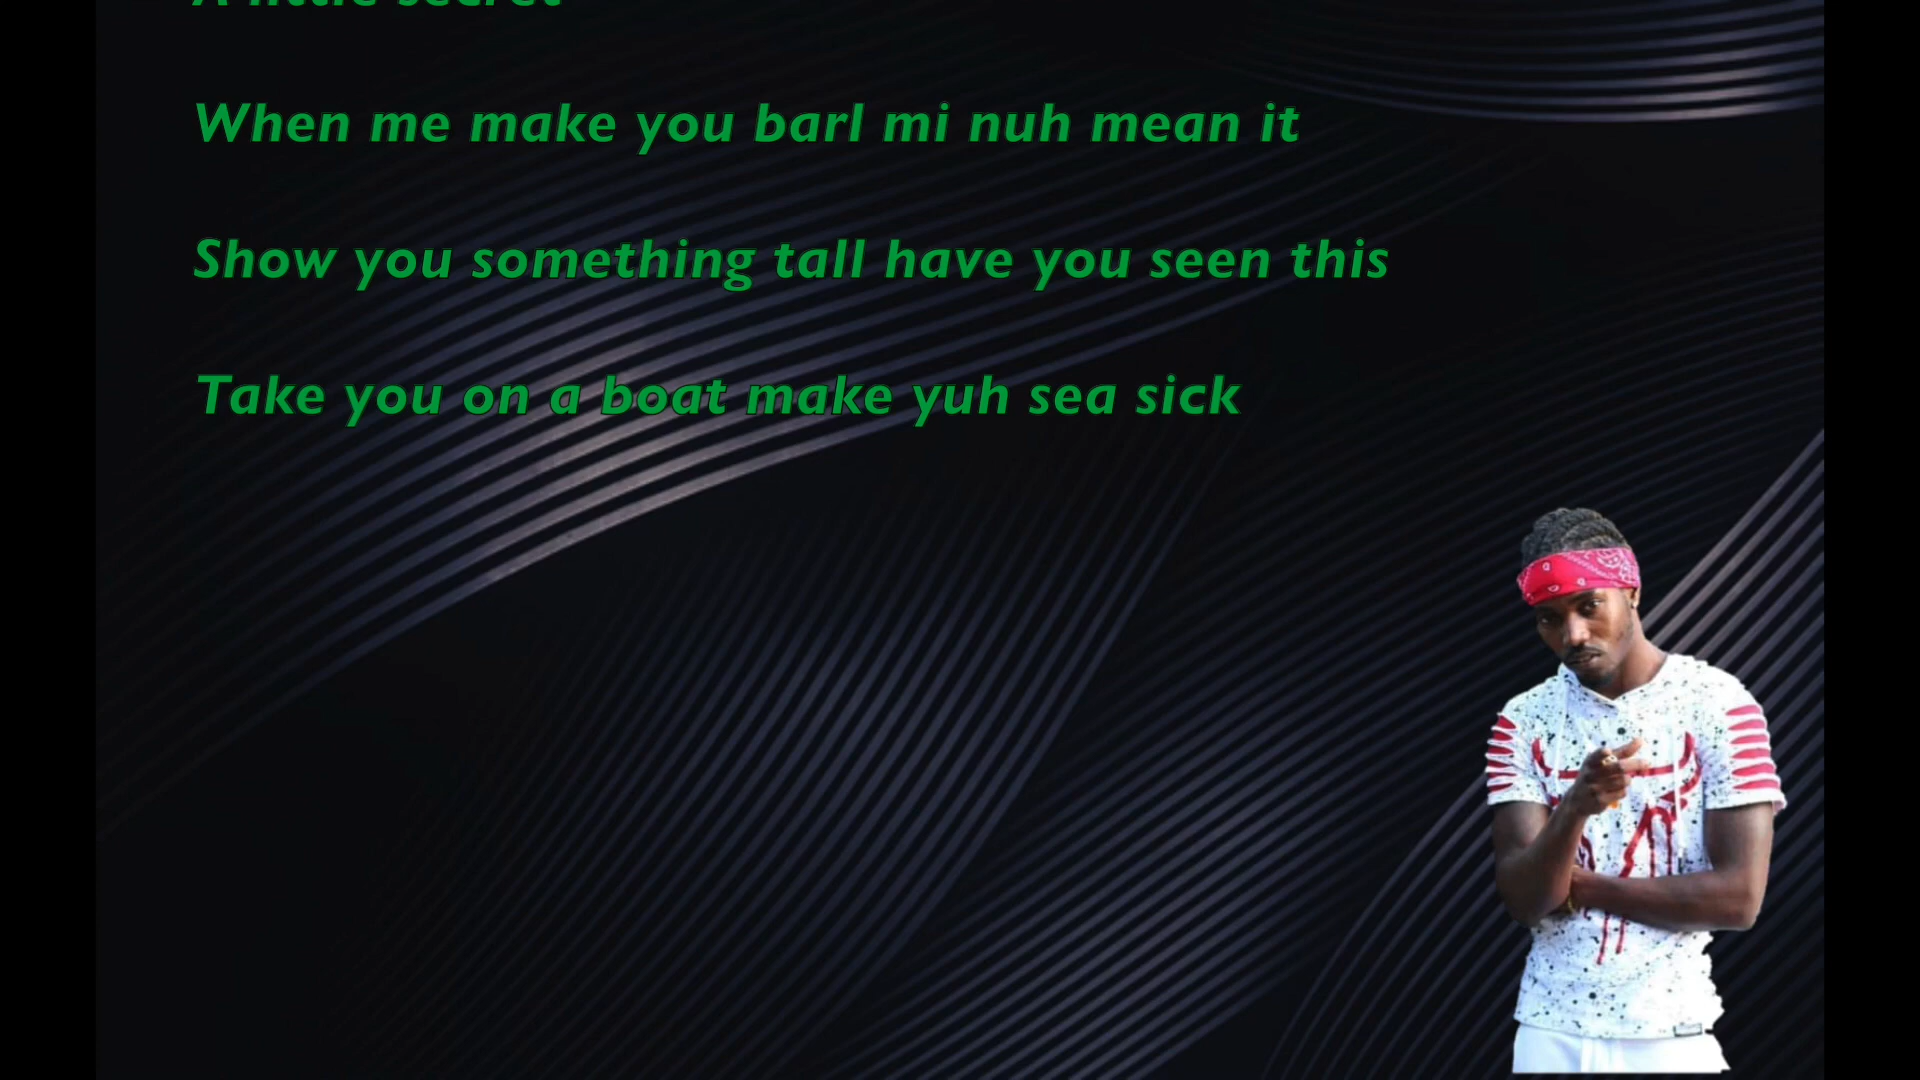 A little secret
When me make you barl mi nuh mean it
Show you something tall have you seen this
Take you on a boat make yuh sea sick